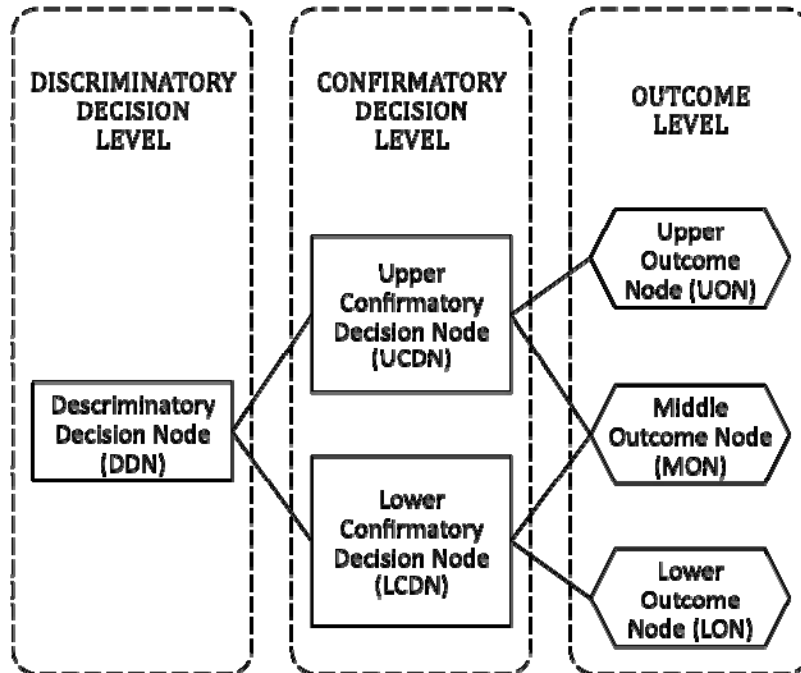 DISCRIMINATORY
DECISION
LEVEL
Descriminatory
Decision Node
(DDN)
CONFIRMATORY
DECISION
LEVEL
Upper
Confirmatory
Decision Node
(UCDN)
Lower
Confirmatory
Decision Node
(LCDN)
OUTCOME
LEVEL
Upper
Outcome
Node (UON)
Middle
Outcome Node
(MON)
Lower
Outcome
Node (LON)